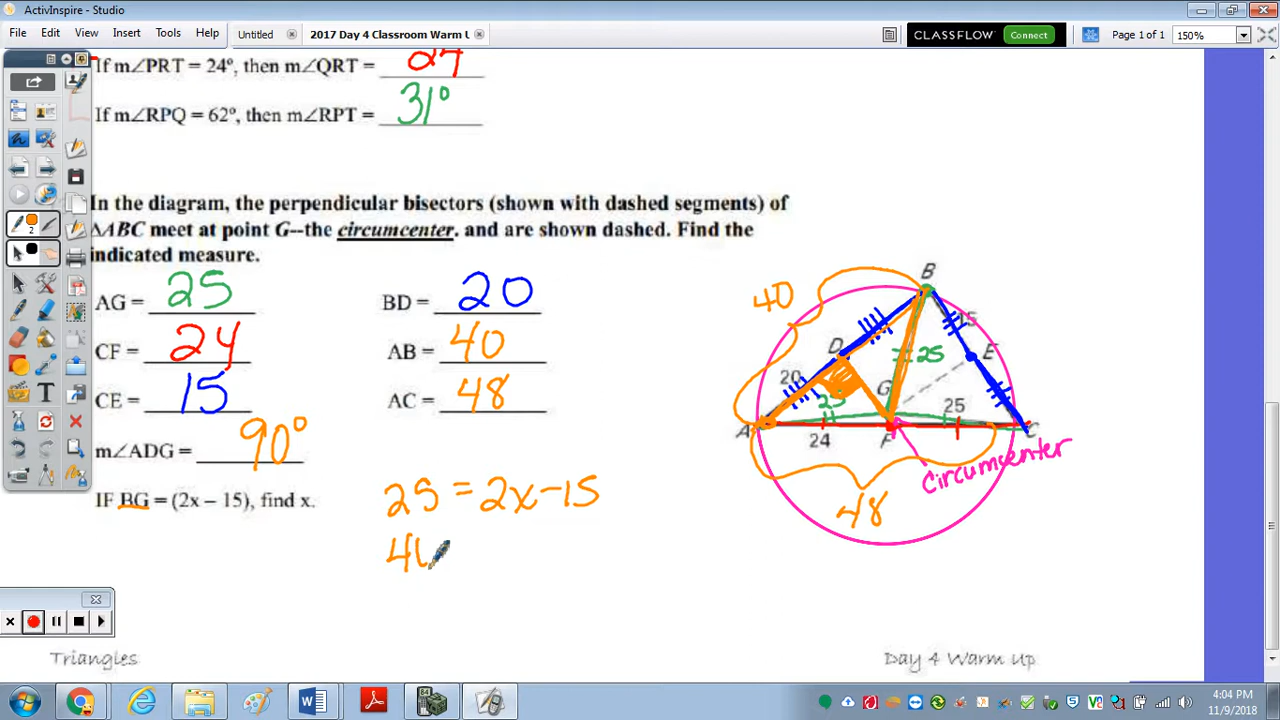 ActivInspire - Studio
File Edit View Insert Tools Help
Untitled
2017 Day 4 Classroom Warm U
CLASSFLOW Connect
Page 1 of 1
150%
If m∠PRT = 24°, then m∠QRT = 24
If m∠RPQ = 62°, then m∠RPT = 31°
In the diagram, the perpendicular bisectors (shown with dashed segments) of
ΔABC meet at point G--the circumcenter. and are shown dashed. Find the
indicated measure.
AG = 25
BD = 20
CF = 24
AB = 40
CE = 15
AC = 48
m∠ADG = 90°
IF BG = (2x – 15), find x.
25 = 2x-15
40
B
40
15
D
25
E
20
G
25
25
A
F
C
24
Circumcenter
48
Triangles
Day 4 Warm Up
4:04 PM
11/9/2018